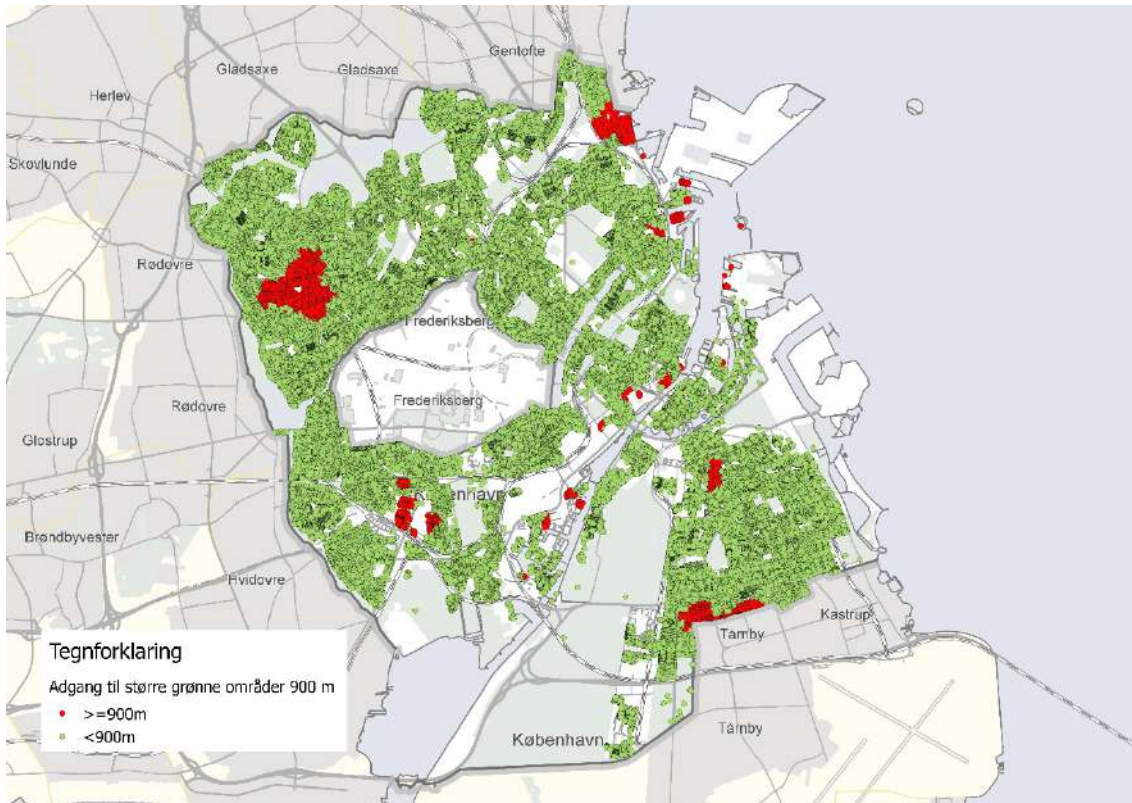 Gentofte
Gladsaxe
Gladsaxe
Herlev
Skovlunde
Rødovre
Frederiksberg
Frederiksberg
Rødovre
Glostrup
København
Brøndbyvester
Hvidovre
Kastrup
Tårnby
Tårnby
København
Tegnforklaring
Adgang til større grønne områder 900 m
>=900m
<900m